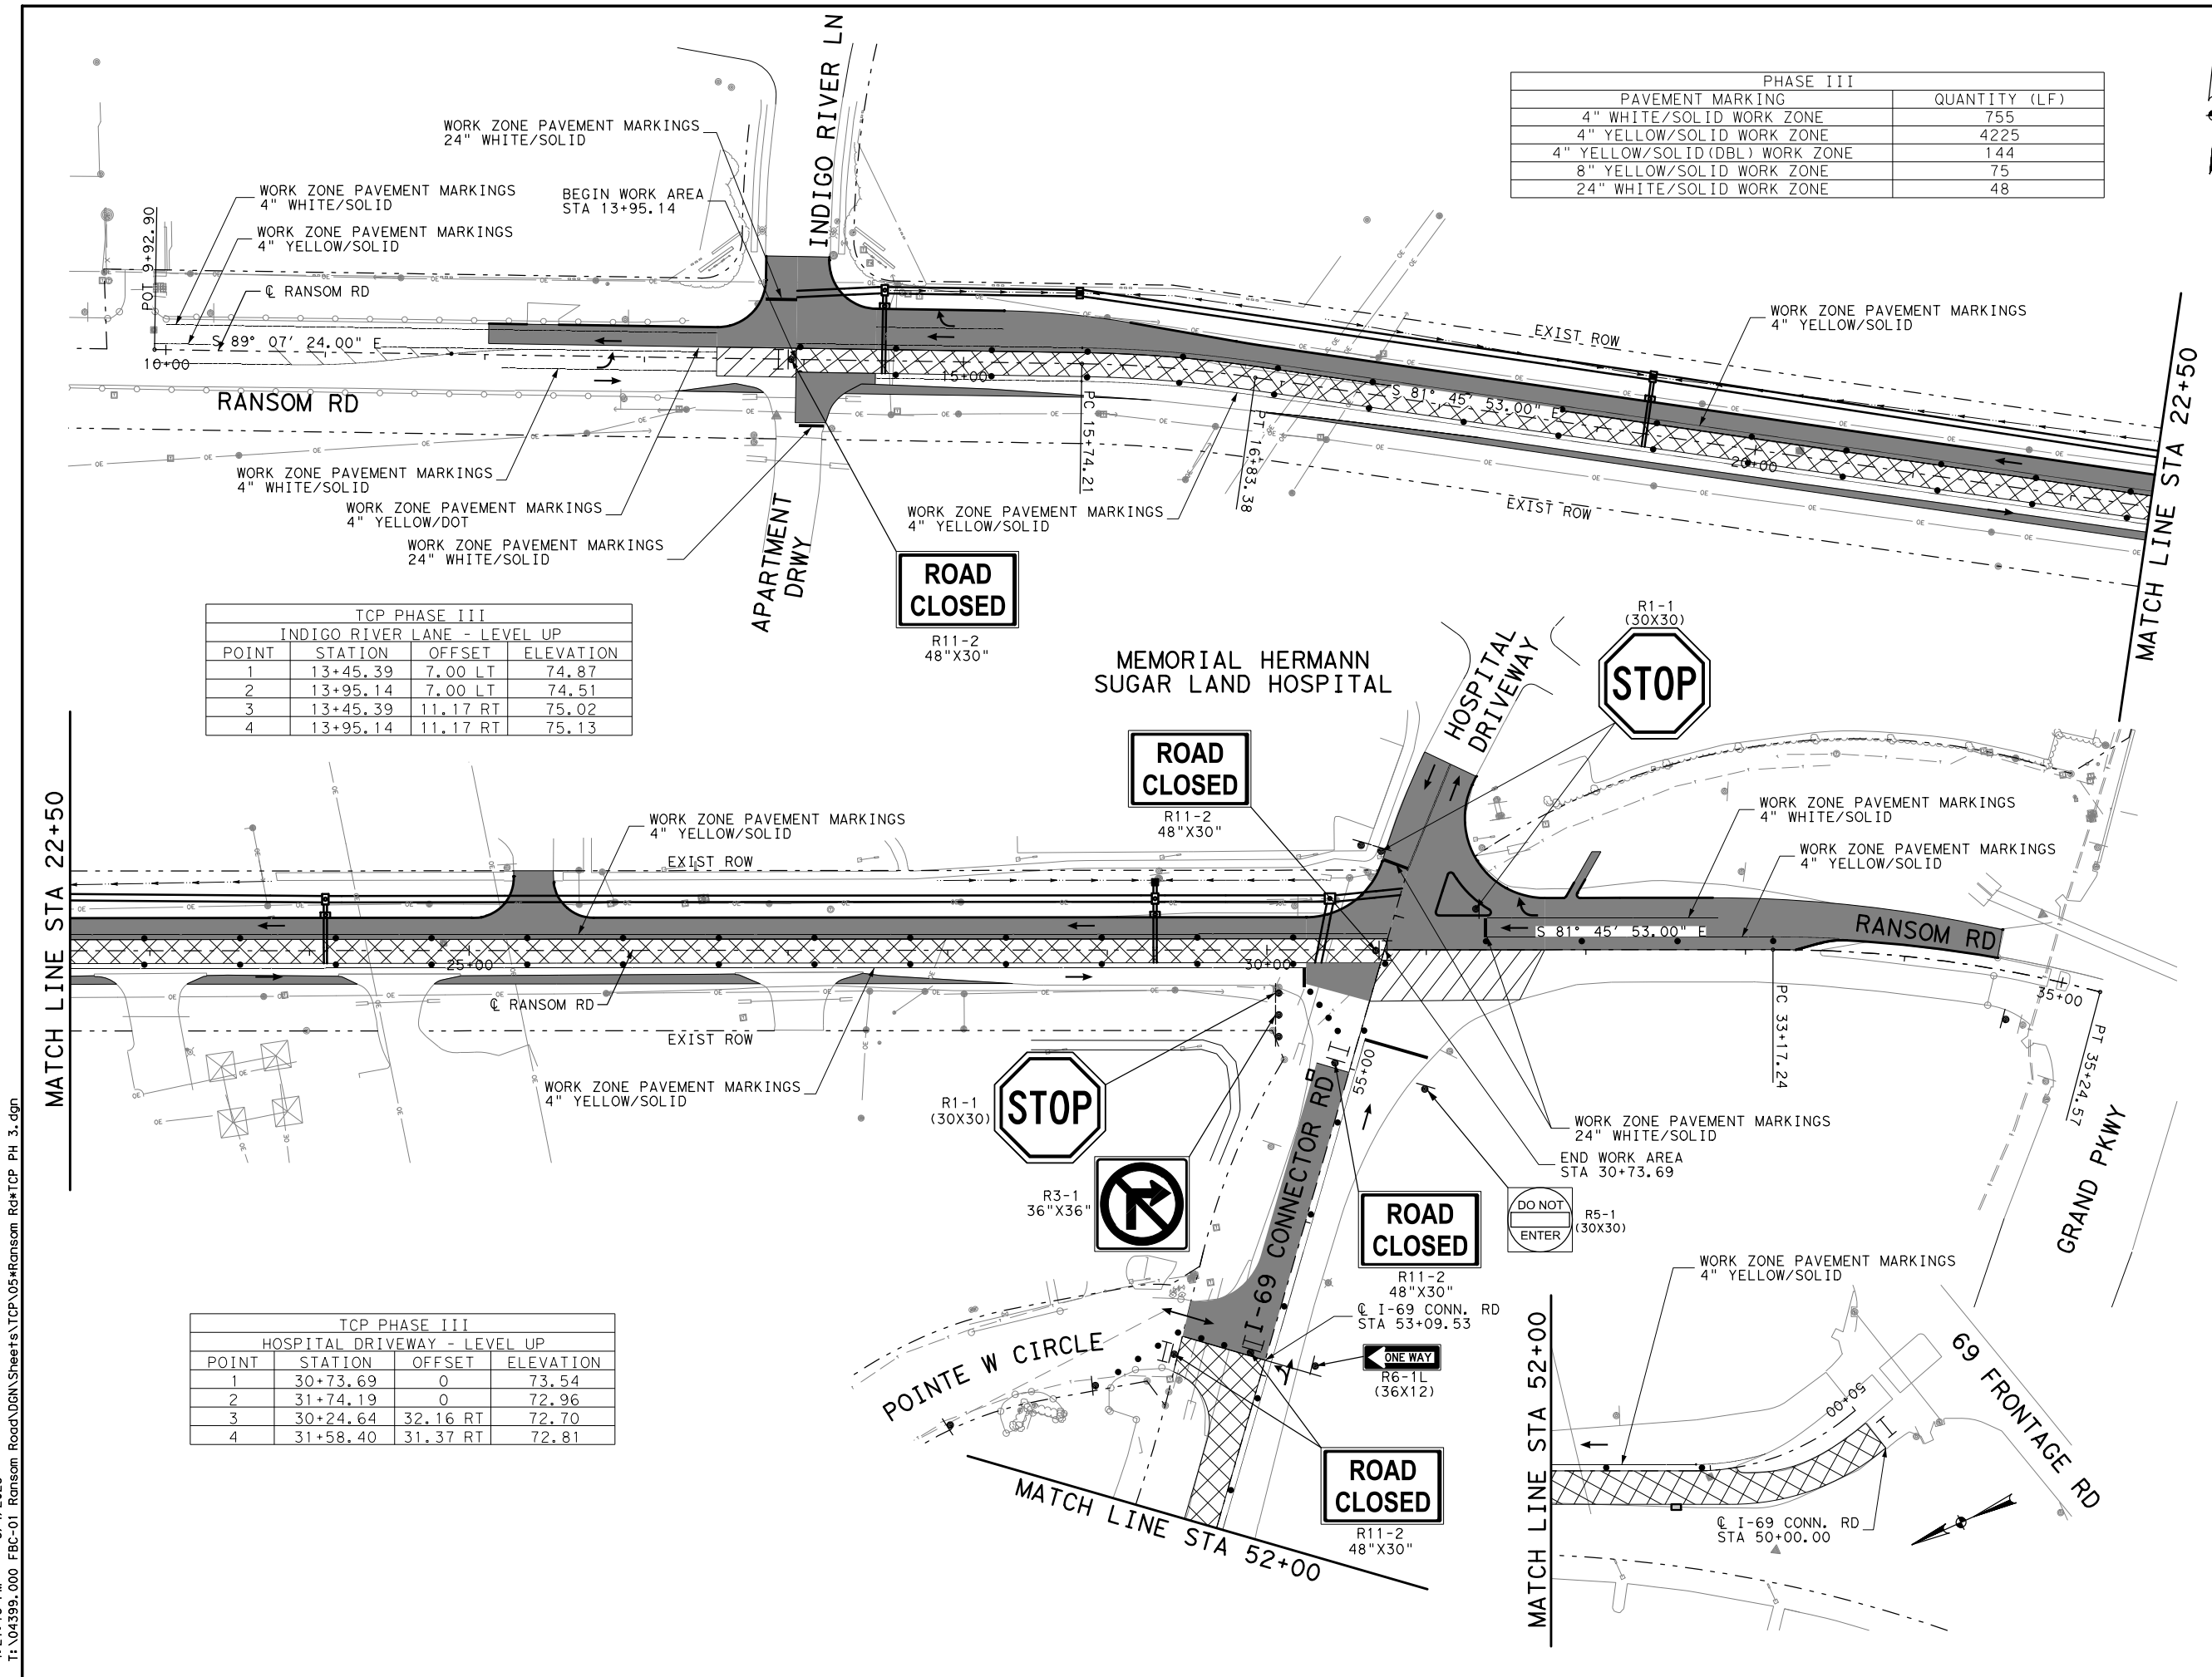 INDIGO RIVER LN
WORK ZONE PAVEMENT MARKINGS
24" WHITE/SOLID
WORK ZONE PAVEMENT MARKINGS
4" WHITE/SOLID
BEGIN WORK AREA
STA 13+95.14
WORK ZONE PAVEMENT MARKINGS
4" YELLOW/SOLID
POT 9+92.90
℄ RANSOM RD
S 89° 07' 24.00" E
10+00
RANSOM RD
WORK ZONE PAVEMENT MARKINGS
4" WHITE/SOLID
WORK ZONE PAVEMENT MARKINGS
4" YELLOW/DOT
WORK ZONE PAVEMENT MARKINGS
24" WHITE/SOLID
APARTMENT
DRWY
15+00
PC 15+74.21
PT 16+83.38
WORK ZONE PAVEMENT MARKINGS
4" YELLOW/SOLID
ROAD
CLOSED
R11-2
48"X30"
PHASE III
PAVEMENT MARKING QUANTITY (LF)
4" WHITE/SOLID WORK ZONE 755
4" YELLOW/SOLID WORK ZONE 4225
4" YELLOW/SOLID(DBL) WORK ZONE 144
8" YELLOW/SOLID WORK ZONE 75
24" WHITE/SOLID WORK ZONE 48
WORK ZONE PAVEMENT MARKINGS
4" YELLOW/SOLID
EXIST ROW
S 81° 45' 53.00" E
20+00
EXIST ROW
MATCH LINE STA 22+50
TCP PHASE III
INDIGO RIVER LANE - LEVEL UP
POINT STATION OFFSET ELEVATION
1 13+45.39 7.00 LT 74.87
2 13+95.14 7.00 LT 74.51
3 13+45.39 11.17 RT 75.02
4 13+95.14 11.17 RT 75.13
MEMORIAL HERMANN
SUGAR LAND HOSPITAL
HOSPITAL
DRIVEWAY
R1-1
(30X30)
STOP
ROAD
CLOSED
R11-2
48"X30"
MATCH LINE STA 22+50
WORK ZONE PAVEMENT MARKINGS
4" YELLOW/SOLID
EXIST ROW
WORK ZONE PAVEMENT MARKINGS
4" WHITE/SOLID
WORK ZONE PAVEMENT MARKINGS
4" YELLOW/SOLID
RANSOM RD
S 81° 45' 53.00" E
25+00
30+00
35+00
℄ RANSOM RD
EXIST ROW
PC 33+17.24
PT 35+24.57
WORK ZONE PAVEMENT MARKINGS
4" YELLOW/SOLID
R1-1
(30X30)
STOP
R3-1
36"X36"
55+00
I-69 CONNECTOR RD
WORK ZONE PAVEMENT MARKINGS
24" WHITE/SOLID
END WORK AREA
STA 30+73.69
ROAD
CLOSED
R11-2
48"X30"
DO NOT
ENTER
R5-1
(30X30)
GRAND PKWY
℄ I-69 CONN. RD
STA 53+09.53
ONE WAY
R6-1L
(36X12)
POINTE W CIRCLE
ROAD
CLOSED
R11-2
48"X30"
MATCH LINE STA 52+00
TCP PHASE III
HOSPITAL DRIVEWAY - LEVEL UP
POINT STATION OFFSET ELEVATION
1 30+73.69 0 73.54
2 31+74.19 0 72.96
3 30+24.64 32.16 RT 72.70
4 31+58.40 31.37 RT 72.81
WORK ZONE PAVEMENT MARKINGS
4" YELLOW/SOLID
MATCH LINE STA 52+00
50+00
69 FRONTAGE RD
℄ I-69 CONN. RD
STA 50+00.00
T:\04399.000 FBC-01 Ransom Road\DGN\Sheets\TCP\05*Ransom Rd*TCP PH 3.dgn